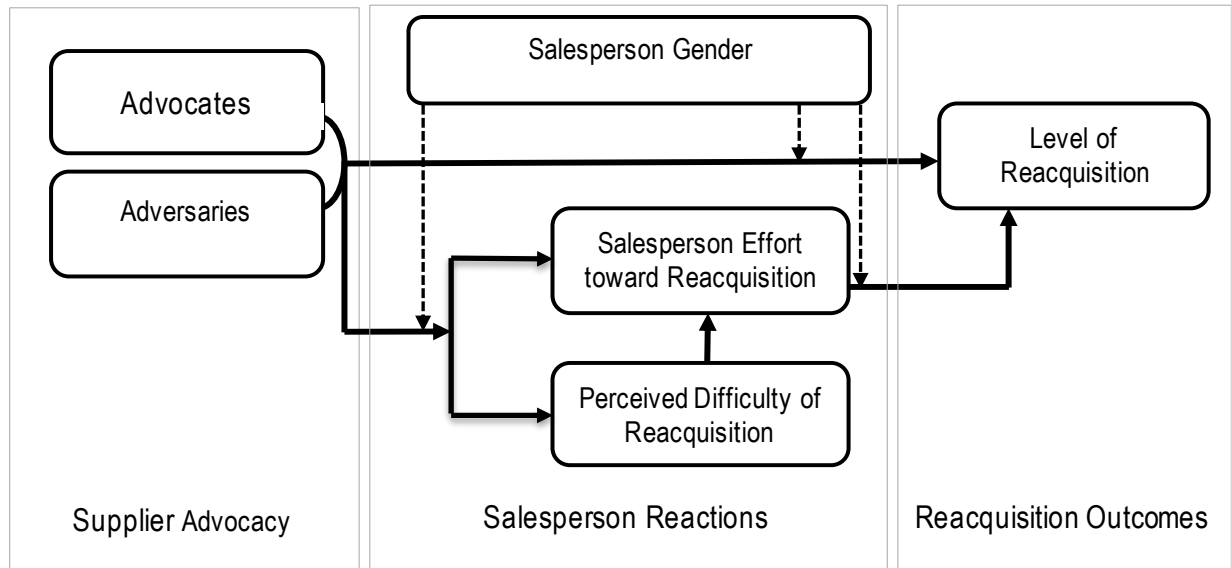 Salesperson Gender
Advocates
Adversaries
Level of
Reacquisition
Salesperson Effort
toward Reacquisition
Perceived Difficulty of
Reacquisition
Supplier Advocacy
Salesperson Reactions
Reacquisition Outcomes